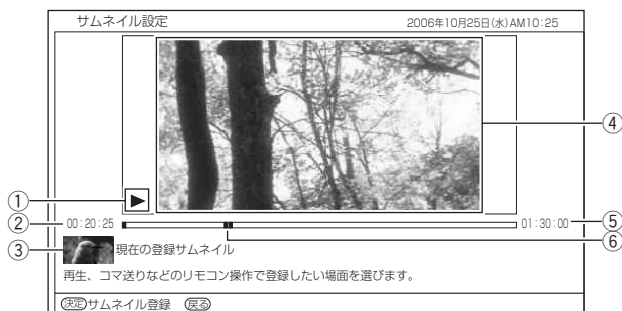 サムネイル設定 2006年10月25日(水)AM10:25
④
①
② 00:20:25 01:30:00 ⑤
③ 現在の登録サムネイル ⑥
再生、コマ送りなどのリモコン操作で登録したい場面を選びます。
決定 サムネイル登録 戻る